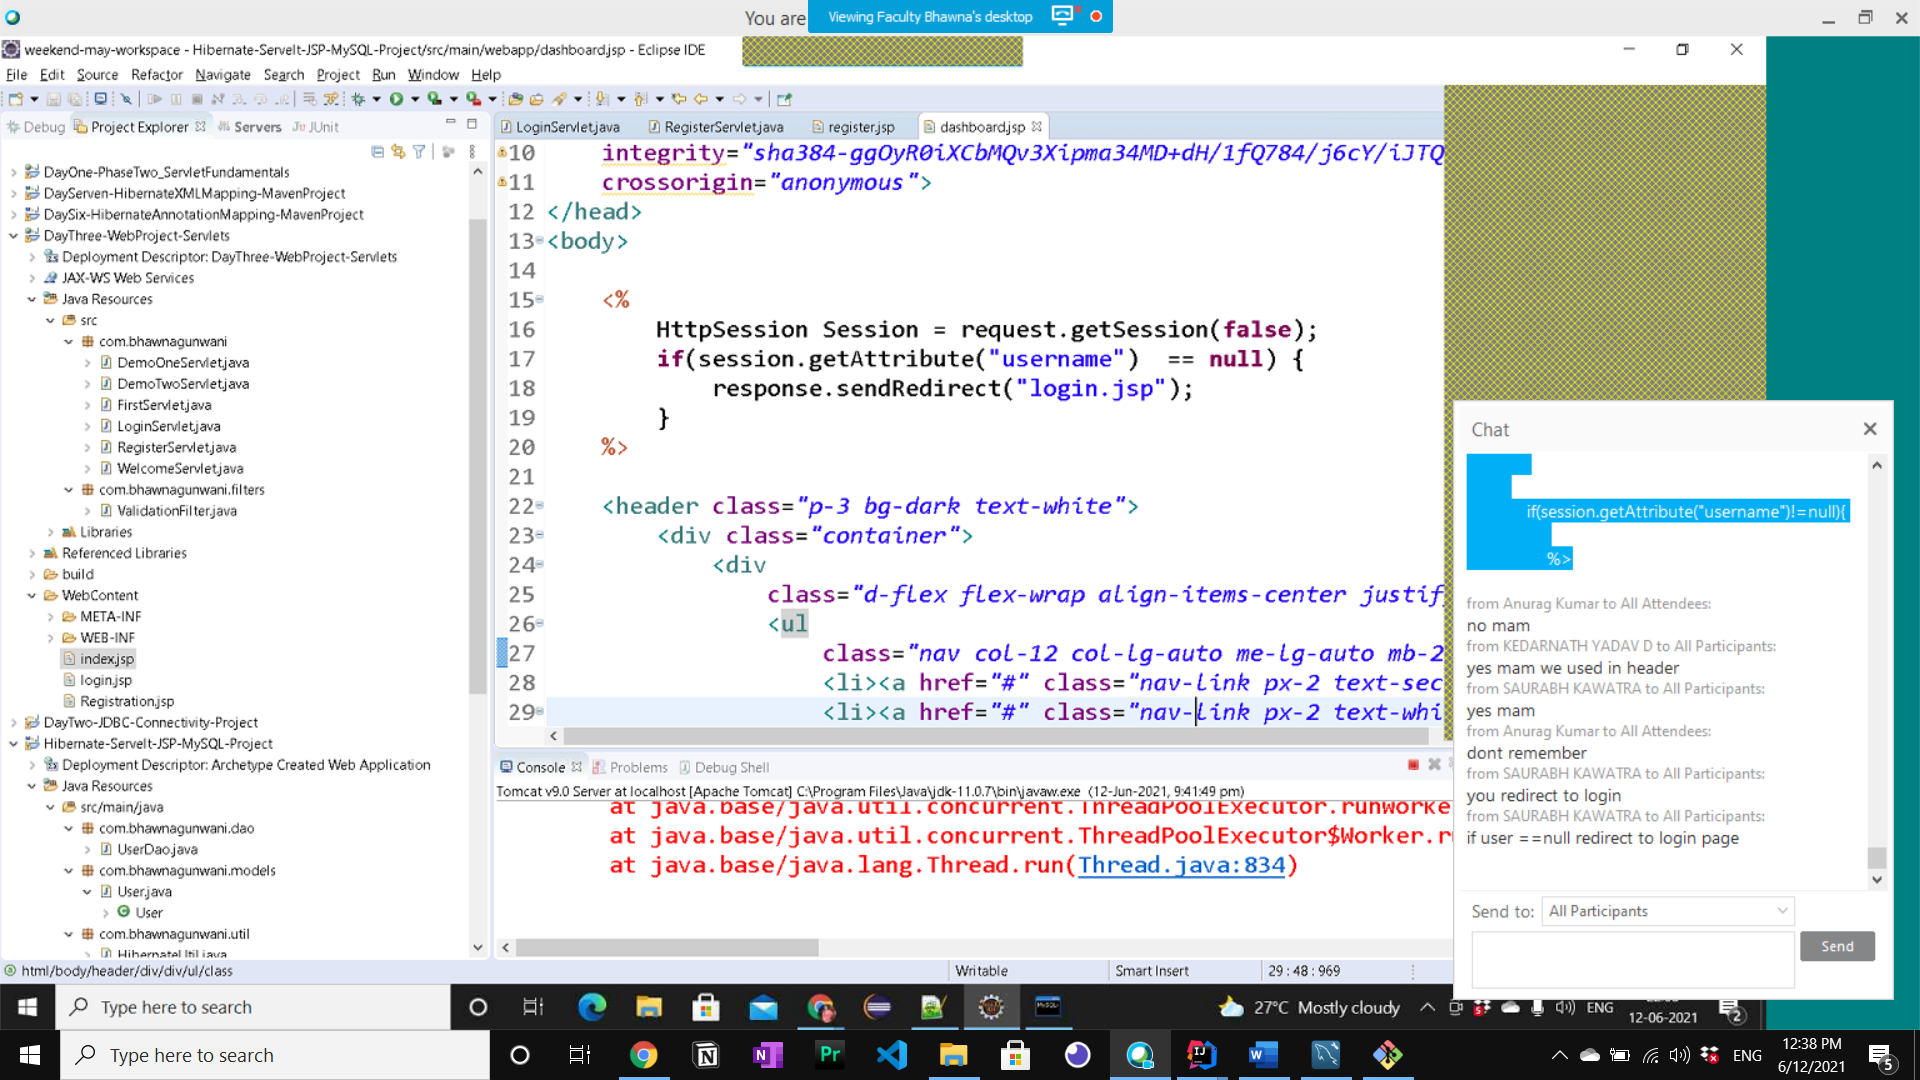 You are
Viewing Faculty Bhawna's desktop
weekend-may-workspace - Hibernate-Servelt-JSP-MySQL-Project/src/main/webapp/dashboard.jsp - Eclipse IDE
File Edit Source Refactor Navigate Search Project Run Window Help
Debug Project Explorer Servers JUnit
LoginServlet.java RegisterServlet.java register.jsp dashboard.jsp
DayOne-PhaseTwo_ServletFundamentals
DayServen-HibernateXMLMapping-MavenProject
DaySix-HibernateAnnotationMapping-MavenProject
DayThree-WebProject-Servlets
Deployment Descriptor: DayThree-WebProject-Servlets
JAX-WS Web Services
Java Resources
src
com.bhawnagunwani
DemoOneServlet.java
DemoTwoServlet.java
FirstServlet.java
LoginServlet.java
RegisterServlet.java
WelcomeServlet.java
com.bhawnagunwani.filters
ValidationFilter.java
Libraries
Referenced Libraries
build
WebContent
META-INF
WEB-INF
index.jsp
login.jsp
Registration.jsp
DayTwo-JDBC-Connectivity-Project
Hibernate-Servelt-JSP-MySQL-Project
Deployment Descriptor: Archetype Created Web Application
Java Resources
src/main/java
com.bhawnagunwani.dao
UserDao.java
com.bhawnagunwani.models
User.java
User
com.bhawnagunwani.util
HibernateUtil.java
10 integrity="sha384-ggOyR0iXCbMQv3Xipma34MD+dH/1fQ784/j6cY/iJTQ
11 crossorigin="anonymous">
12 </head>
13 <body>
14
15 <%
16 HttpSession Session = request.getSession(false);
17 if(session.getAttribute("username") == null) {
18 response.sendRedirect("login.jsp");
19 }
20 %>
21
22 <header class="p-3 bg-dark text-white">
23 <div class="container">
24 <div
25 class="d-flex flex-wrap align-items-center justif
26 <ul
27 class="nav col-12 col-lg-auto me-lg-auto mb-2
28 <li><a href="#" class="nav-link px-2 text-sec
29 <li><a href="#" class="nav-link px-2 text-whi
Console Problems Debug Shell
Tomcat v9.0 Server at localhost [Apache Tomcat] C:\Program Files\Java\jdk-11.0.7\bin\javaw.exe (12-Jun-2021, 9:41:49 pm)
at java.base/java.util.concurrent.ThreadPoolExecutor.runWorke
at java.base/java.util.concurrent.ThreadPoolExecutor$Worker.ru
at java.base/java.lang.Thread.run(Thread.java:834)
html/body/header/div/div/ul/class
Writable
Smart Insert
29 : 48 : 969
Chat
if(session.getAttribute("username")!=null){
%>
from Anurag Kumar to All Attendees:
no mam
from KEDARNATH YADAV D to All Participants:
yes mam we used in header
from SAURABH KAWATRA to All Participants:
yes mam
from Anurag Kumar to All Attendees:
dont remember
from SAURABH KAWATRA to All Participants:
you redirect to login
from SAURABH KAWATRA to All Participants:
if user ==null redirect to login page
Send to: All Participants
Send
Type here to search
27°C Mostly cloudy
ENG
12-06-2021
2
Type here to search
ENG
12:38 PM
6/12/2021
5